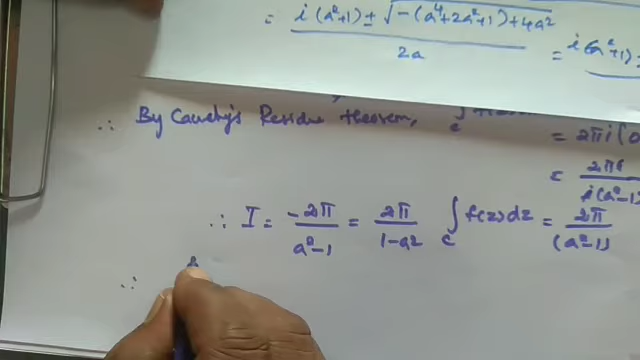 = i(a²+1) ± √-(a⁴+2a²+1)+4a² / 2a = i(a²+1) ±
∴ By Cauchy's Residue theorem, ∫c
= 2πi(
= 2πi / i(a²-1)
∴ I = -2π / a²-1 = 2π / 1-a² ∫c f(z)dz = 2π / (a²-1)
∴